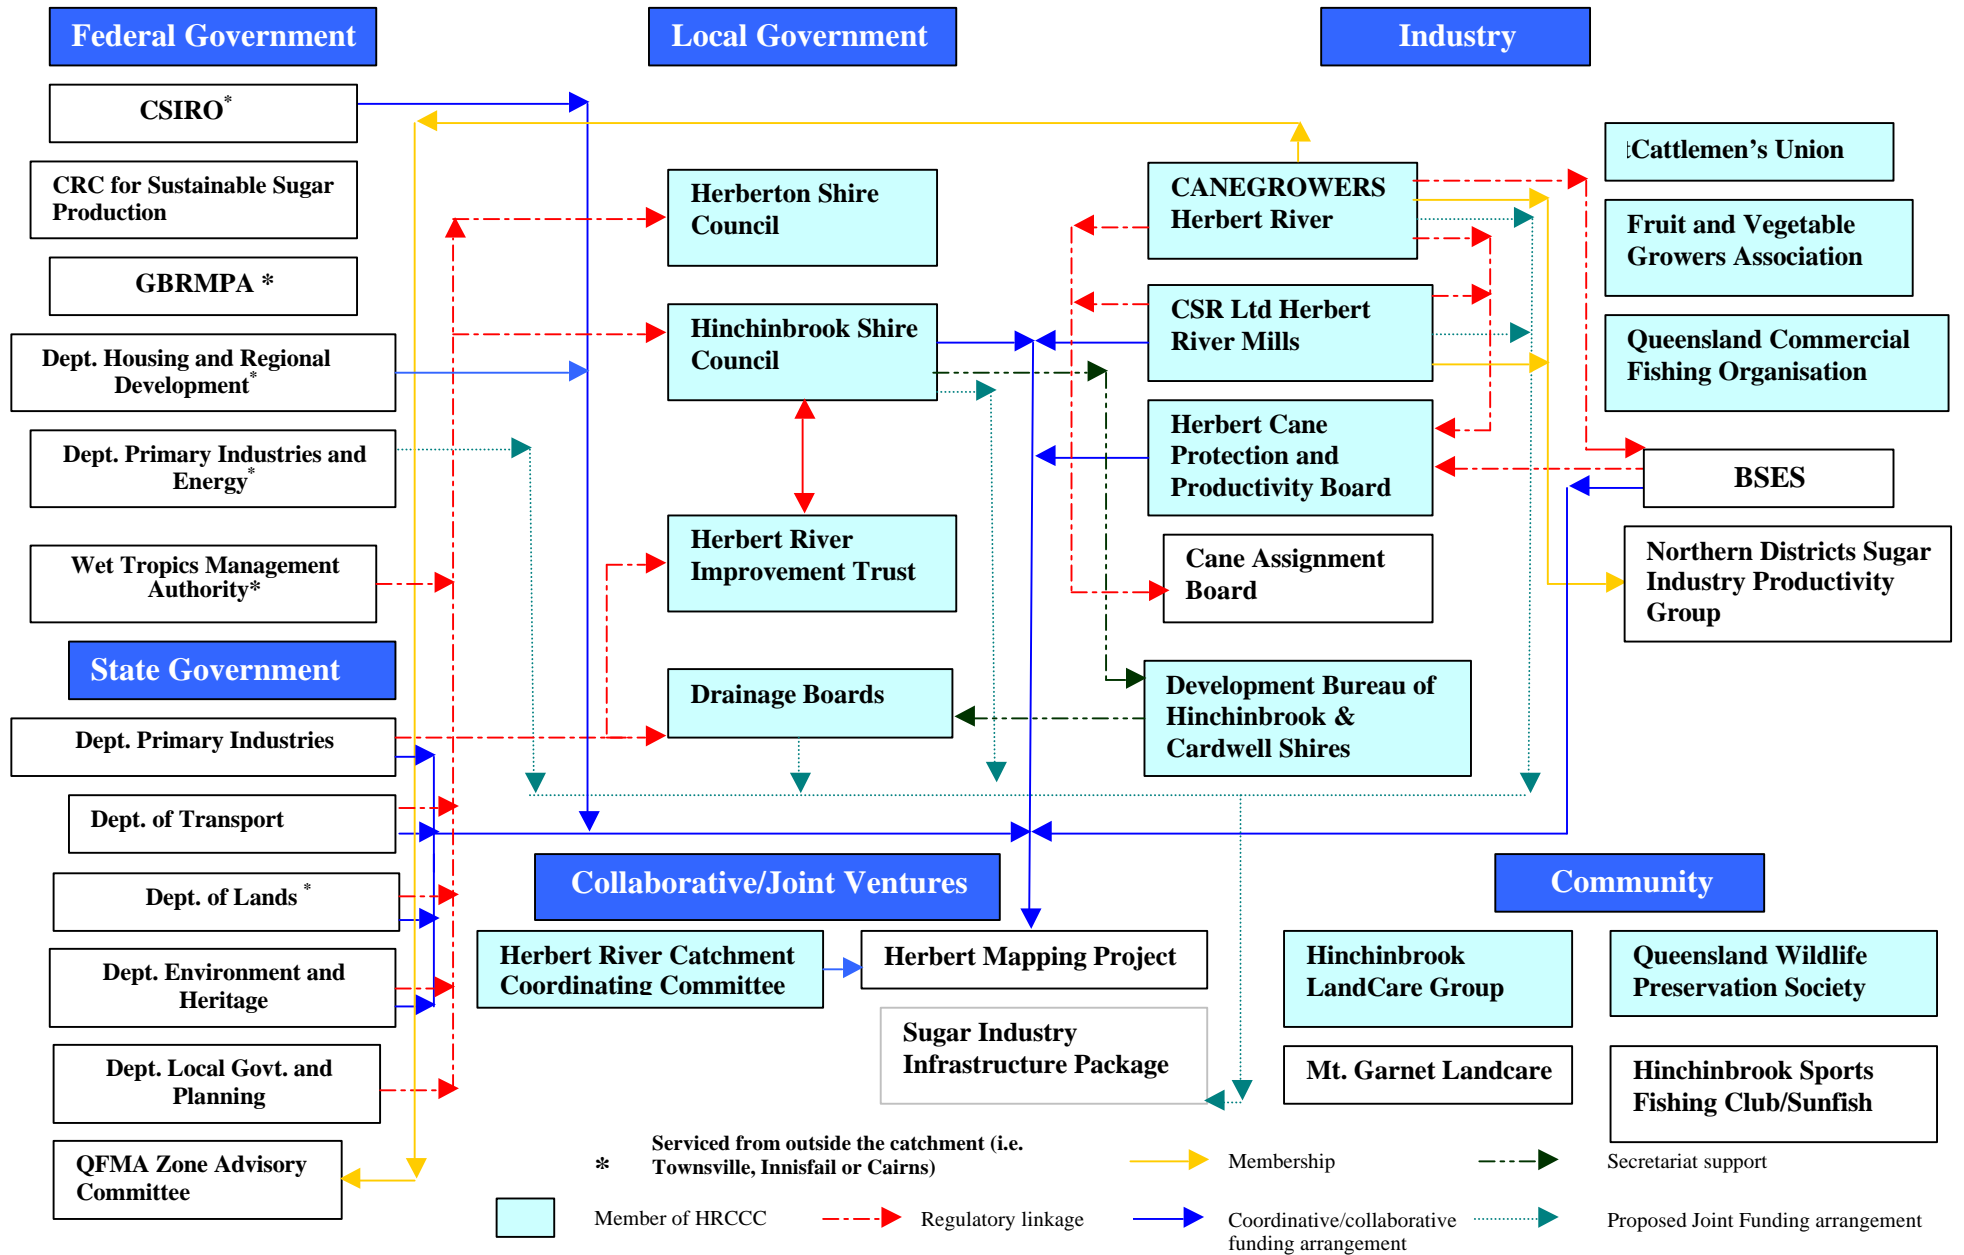 Federal Government
Local Government
Industry
CSIRO*
CRC for Sustainable Sugar
Production
GBRMPA *
Dept. Housing and Regional
Development*
Dept. Primary Industries and
Energy*
Wet Tropics Management
Authority*
State Government
Dept. Primary Industries
Dept. of Transport
Dept. of Lands *
Dept. Environment and
Heritage
Dept. Local Govt. and
Planning
QFMA Zone Advisory
Committee
Herberton Shire
Council
Hinchinbrook Shire
Council
Herbert River
Improvement Trust
Drainage Boards
CANEGROWERS
Herbert River
CSR Ltd Herbert
River Mills
Herbert Cane
Protection and
Productivity Board
Cane Assignment
Board
Development Bureau of
Hinchinbrook &
Cardwell Shires
Cattlemen's Union
Fruit and Vegetable
Growers Association
Queensland Commercial
Fishing Organisation
BSES
Northern Districts Sugar
Industry Productivity
Group
Collaborative/Joint Ventures
Herbert River Catchment
Coordinating Committee
Herbert Mapping Project
Sugar Industry
Infrastructure Package
Community
Hinchinbrook
LandCare Group
Queensland Wildlife
Preservation Society
Mt. Garnet Landcare
Hinchinbrook Sports
Fishing Club/Sunfish
* Serviced from outside the catchment (i.e.
Townsville, Innisfail or Cairns)
Membership
Secretariat support
Member of HRCCC
Regulatory linkage
Coordinative/collaborative
funding arrangement
Proposed Joint Funding arrangement